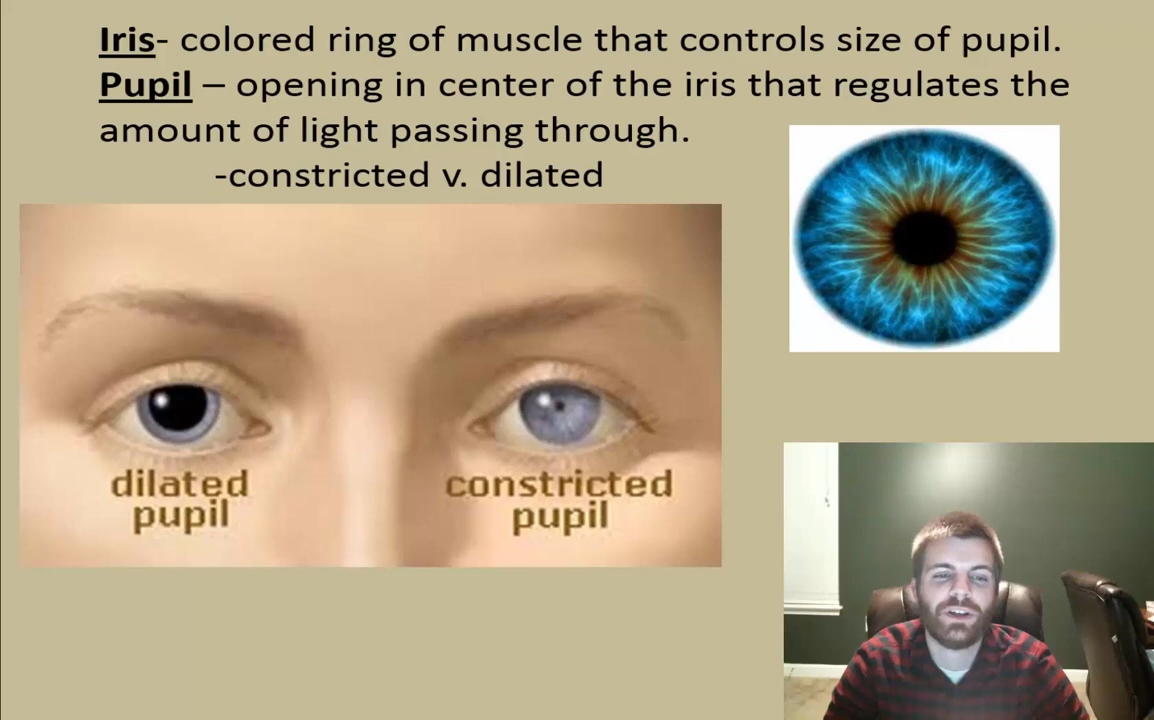 Iris- colored ring of muscle that controls size of pupil.
Pupil – opening in center of the iris that regulates the
amount of light passing through.
-constricted v. dilated
dilated
pupil
constricted
pupil